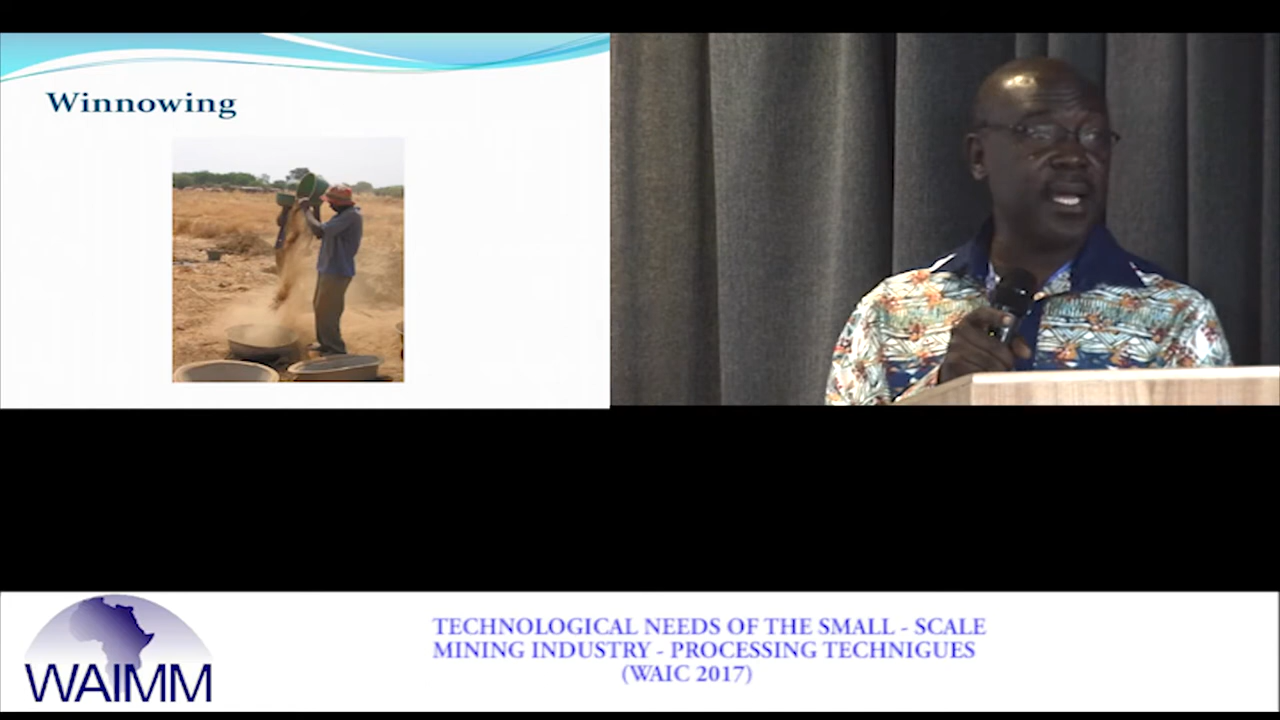 Winnowing
TECHNOLOGICAL NEEDS OF THE SMALL - SCALE
MINING INDUSTRY - PROCESSING TECHNIGUES
(WAIC 2017)
WAIMM